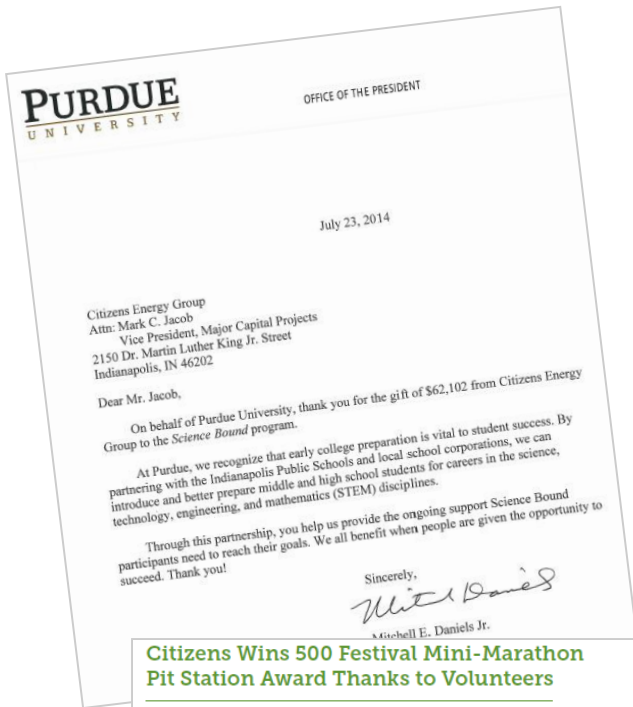 PURDUE
UNIVERSITY
OFFICE OF THE PRESIDENT
July 23, 2014
Citizens Energy Group
Attn: Mark C. Jacob
Vice President, Major Capital Projects
2150 Dr. Martin Luther King Jr. Street
Indianapolis, IN 46202
Dear Mr. Jacob,
On behalf of Purdue University, thank you for the gift of $62,102 from Citizens Energy
Group to the Science Bound program.
At Purdue, we recognize that early college preparation is vital to student success. By
partnering with the Indianapolis Public Schools and local school corporations, we can
introduce and better prepare middle and high school students for careers in the science,
technology, engineering, and mathematics (STEM) disciplines.
Through this partnership, you help us provide the ongoing support Science Bound
participants need to reach their goals. We all benefit when people are given the opportunity to
succeed. Thank you!
Sincerely,
Mitchell E. Daniels Jr.
Citizens Wins 500 Festival Mini-Marathon
Pit Station Award Thanks to Volunteers